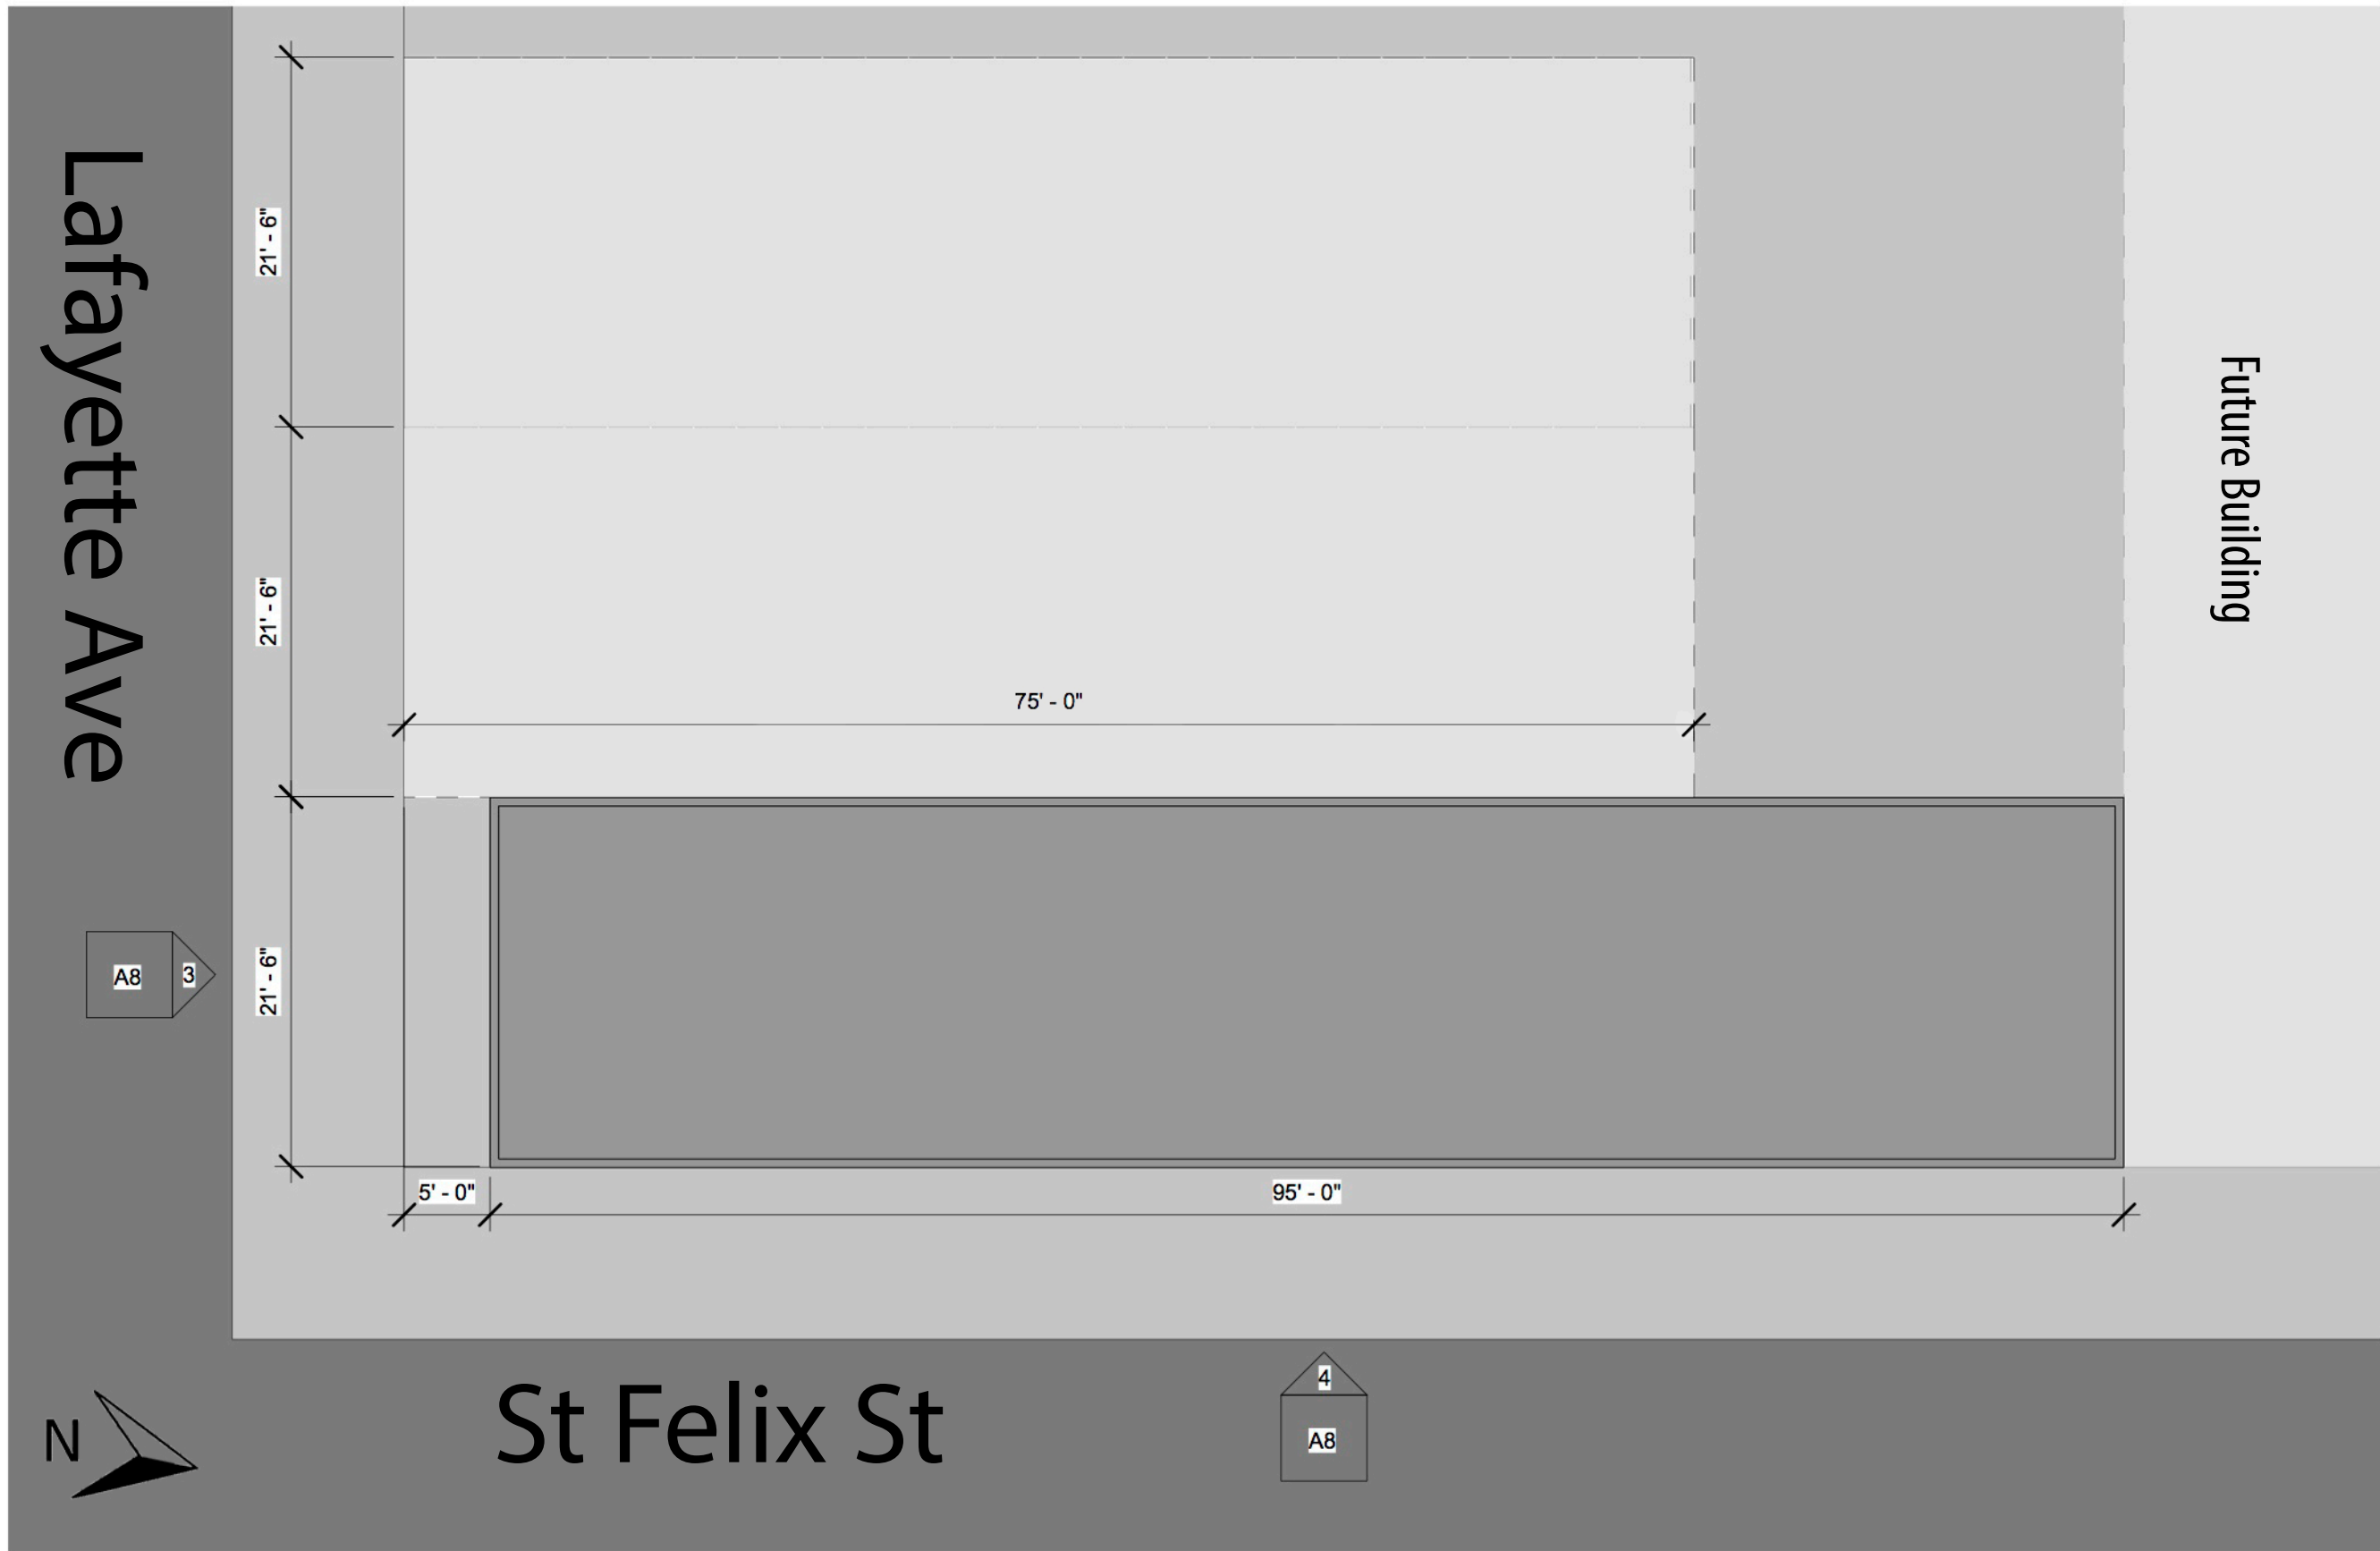 Lafayette Ave
21' - 6"
21' - 6"
21' - 6"
75' - 0"
Future Building
A8
3
5' - 0"
95' - 0"
N
St Felix St
4
A8